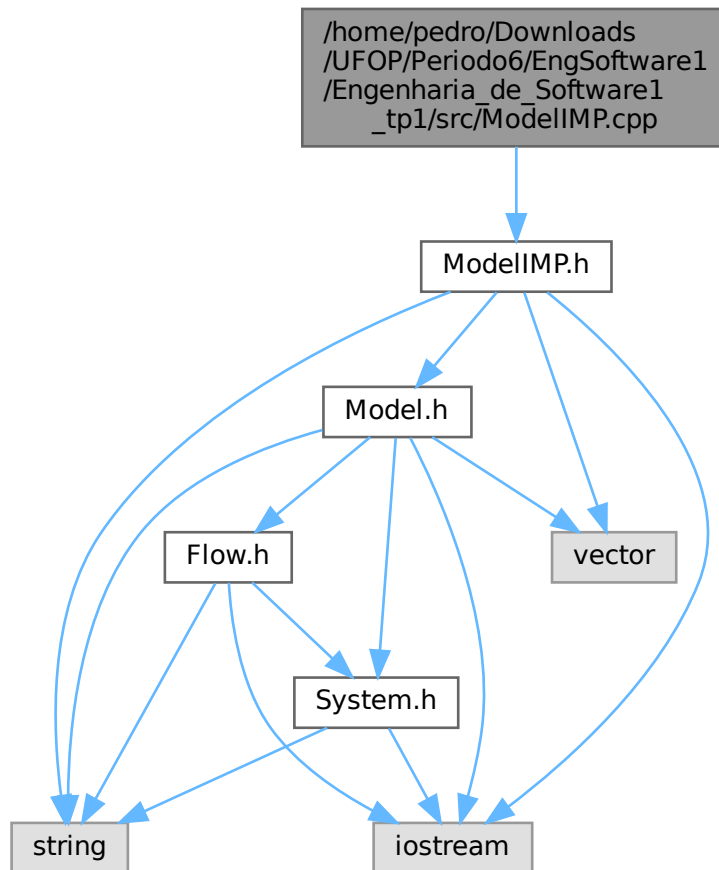 /home/pedro/Downloads
/UFOP/Periodo6/EngSoftware1
/Engenharia_de_Software1
_tp1/src/ModelIMP.cpp
ModelIMP.h
Model.h
Flow.h
vector
System.h
string
iostream